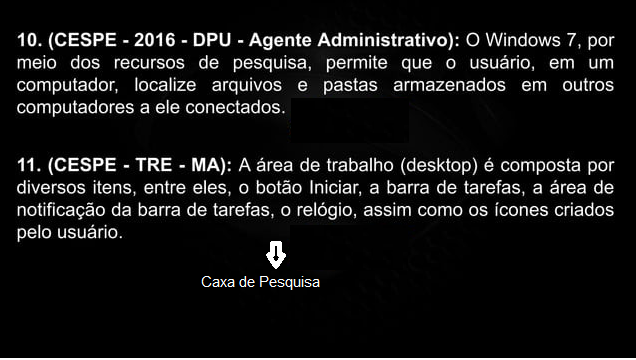 10. (CESPE - 2016 - DPU - Agente Administrativo): O Windows 7, por
meio dos recursos de pesquisa, permite que o usuário, em um
computador, localize arquivos e pastas armazenados em outros
computadores a ele conectados.
11. (CESPE - TRE - MA): A área de trabalho (desktop) é composta por
diversos itens, entre eles, o botão Iniciar, a barra de tarefas, a área de
notificação da barra de tarefas, o relógio, assim como os ícones criados
pelo usuário.
Caxa de Pesquisa